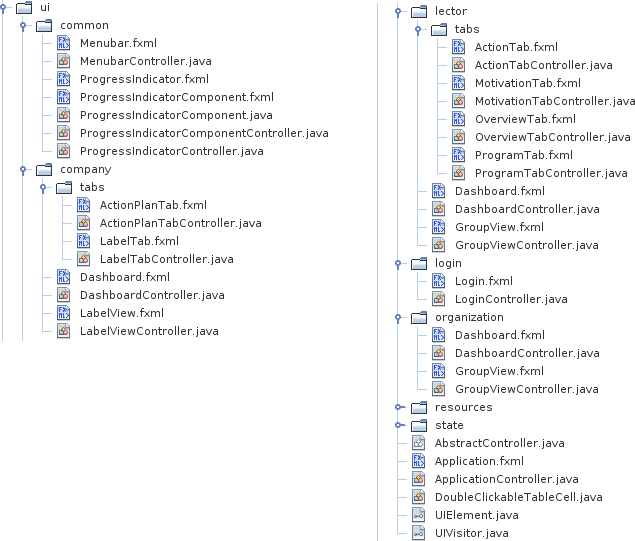 ui
common
Menubar.fxml
MenubarController.java
ProgressIndicator.fxml
ProgressIndicatorComponent.fxml
ProgressIndicatorComponent.java
ProgressIndicatorComponentController.java
ProgressIndicatorController.java
company
tabs
ActionPlanTab.fxml
ActionPlanTabController.java
LabelTab.fxml
LabelTabController.java
Dashboard.fxml
DashboardController.java
LabelView.fxml
LabelViewController.java
lector
tabs
ActionTab.fxml
ActionTabController.java
MotivationTab.fxml
MotivationTabController.java
OverviewTab.fxml
OverviewTabController.java
ProgramTab.fxml
ProgramTabController.java
Dashboard.fxml
DashboardController.java
GroupView.fxml
GroupViewController.java
login
Login.fxml
LoginController.java
organization
Dashboard.fxml
DashboardController.java
GroupView.fxml
GroupViewController.java
resources
state
AbstractController.java
Application.fxml
ApplicationController.java
DoubleClickableTableCell.java
UIElement.java
UIVisitor.java